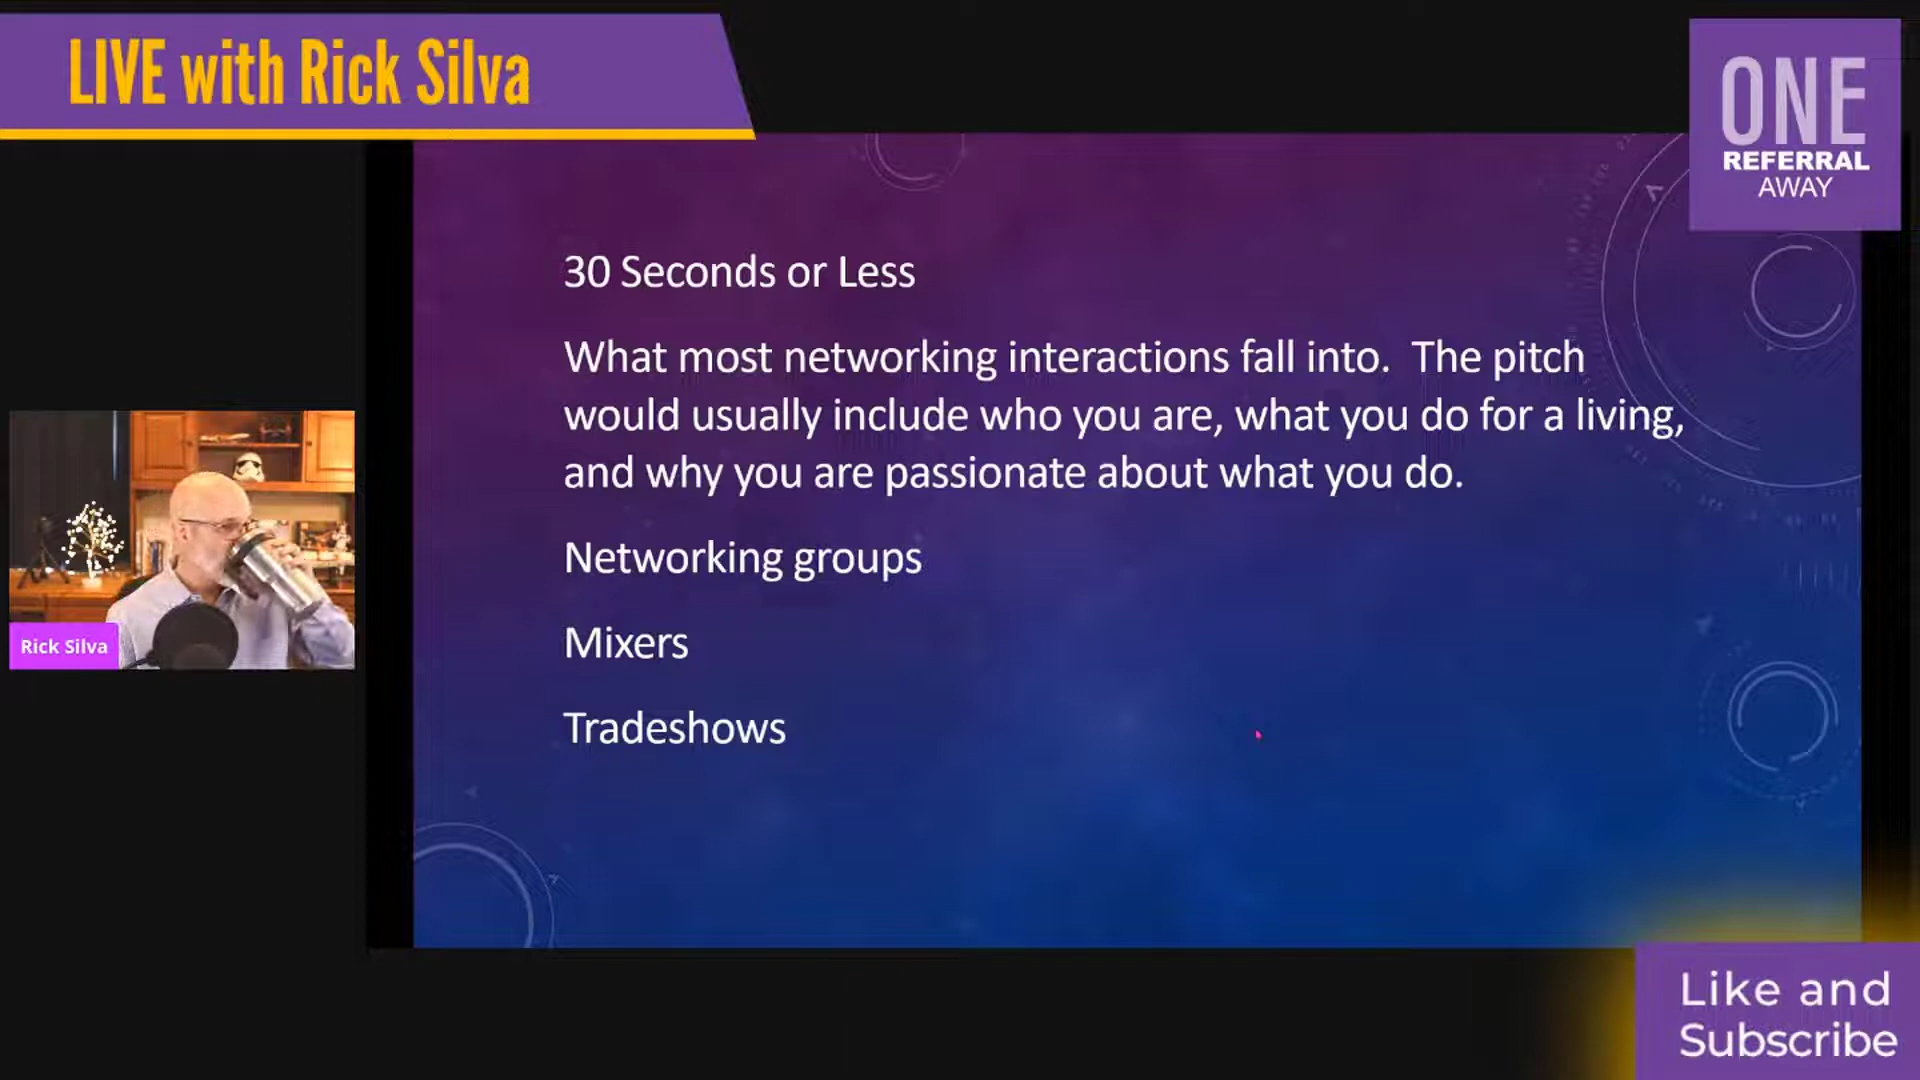 LIVE with Rick Silva
ONE
REFERRAL
AWAY
30 Seconds or Less
What most networking interactions fall into.  The pitch
would usually include who you are, what you do for a living,
and why you are passionate about what you do.
Networking groups
Mixers
Tradeshows
Rick Silva
Like and
Subscribe